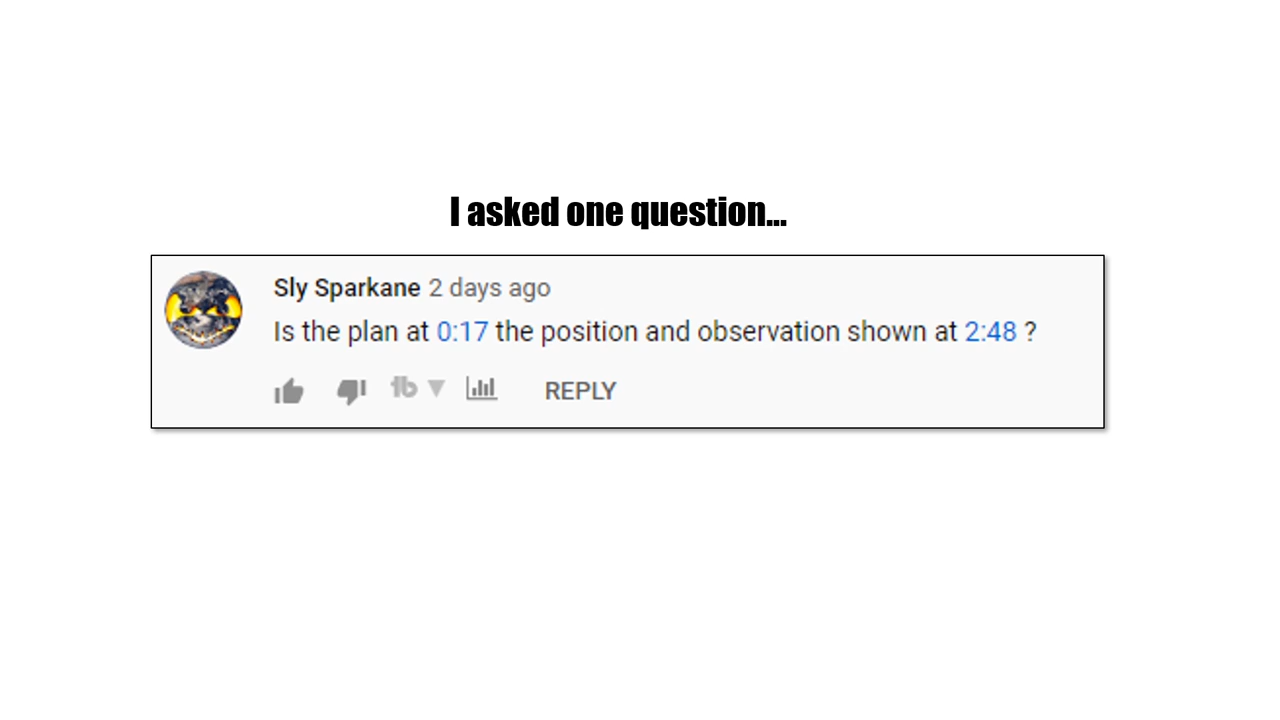 I asked one question...
Sly Sparkane 2 days ago
Is the plan at 0:17 the position and observation shown at 2:48 ?
tb
REPLY